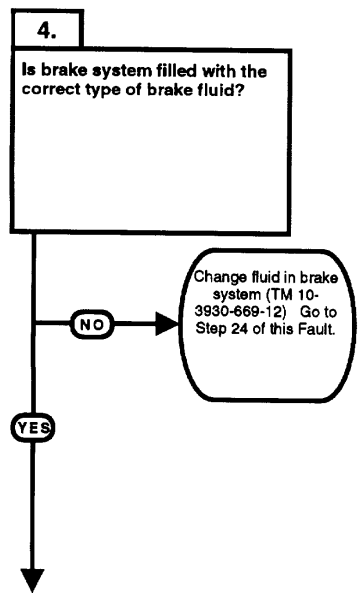 4.
Is brake system filled with the
correct type of brake fluid?
Change fluid in brake
system (TM 10-
3930-669-12) Go to
Step 24 of this Fault.
NO
YES